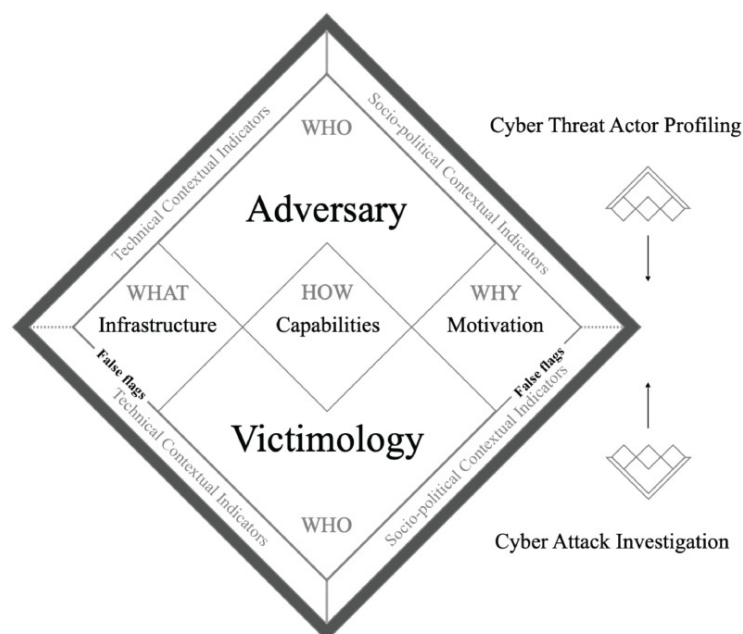 WHO
Technical Contextual Indicators
Socio-political Contextual Indicators
Cyber Threat Actor Profiling
Adversary
WHAT
HOW
WHY
Infrastructure
Capabilities
Motivation
False flags
False flags
Technical Contextual Indicators
Socio-political Contextual Indicators
Victimology
WHO
Cyber Attack Investigation